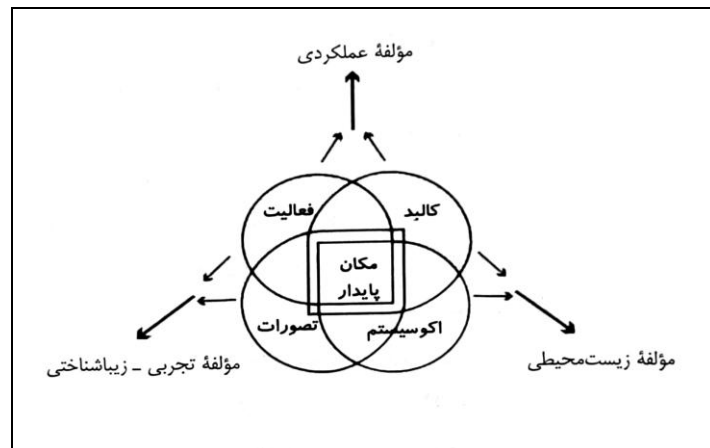 مؤلفهٔ عملکردی
کالبد
فعالیت
مکان
پایدار
اکوسیستم
تصورات
مؤلفهٔ زیست‌محیطی
مؤلفهٔ تجربی ـ زیباشناختی